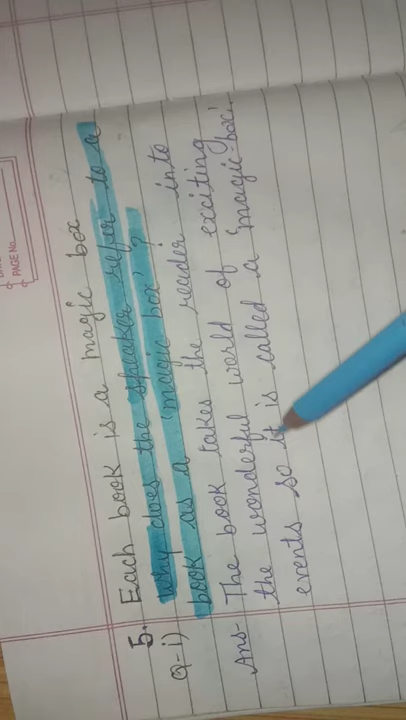 PAGE No.
5. Each book is a magic box
Q-i) Why does the speaker refer to a
book as a 'magic box'?
Ans- The book takes the reader into
the wonderful world of exciting
events so it is called a 'magic-box'.